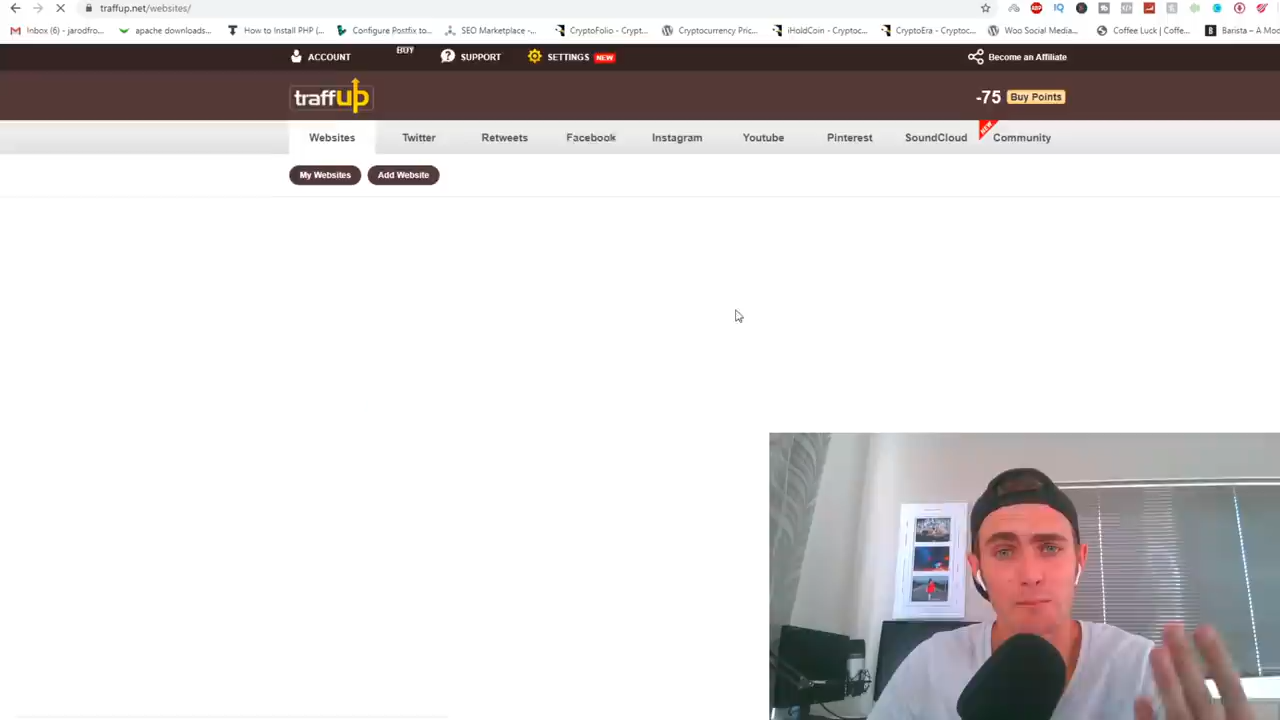 traffup.net/websites/
Inbox (6) - jarodfro...
apache downloads...
How to Install PHP (...
Configure Postfix to...
SEO Marketplace -...
CryptoFolio - Crypt...
Cryptocurrency Pric...
iHoldCoin - Cryptoc...
CryptoEra - Cryptoc...
Woo Social Media...
Coffee Luck | Coffe...
Barista – A Mod
ACCOUNT
BUY
SUPPORT
SETTINGS NEW
Become an Affiliate
traffup
-75 Buy Points
Websites
Twitter
Retweets
Facebook
Instagram
Youtube
Pinterest
SoundCloud
NEW
Community
My Websites
Add Website